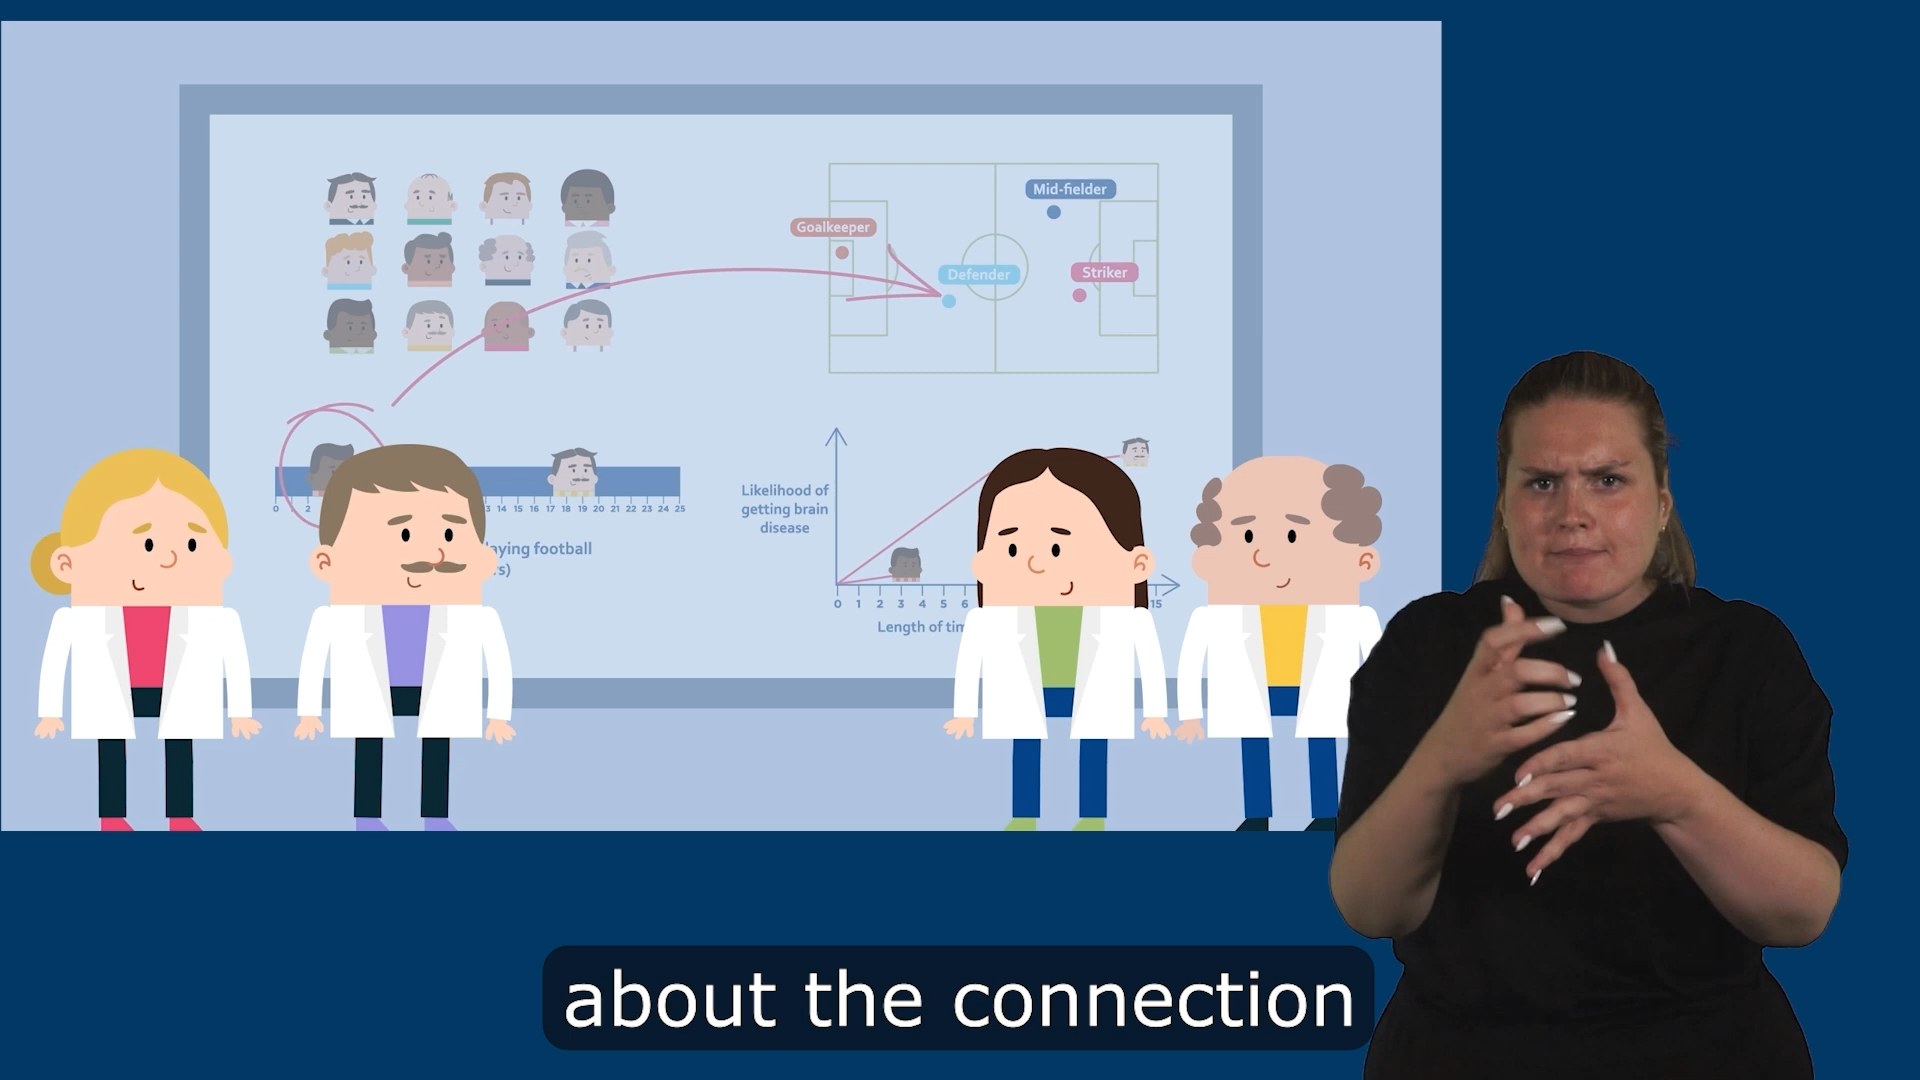 Mid-fielder
Goalkeeper
Defender
Striker
0 2
13 14 15 16 17 18 19 20 21 22 23 24 25
football
Likelihood of
getting brain
disease
0 1 2 3 4 5 6
15
Length of
about the connection